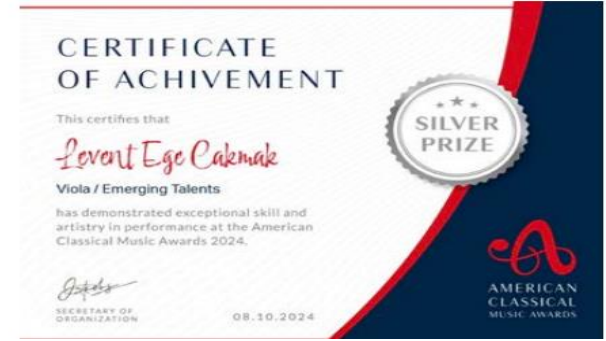 CERTIFICATE
OF ACHIVEMENT
This certifies that
Levent Ege Cakmak
Viola / Emerging Talents
has demonstrated exceptional skill and
artistry in performance at the American
Classical Music Awards 2024.
SECRETARY OF
ORGANIZATION
08.10.2024
SILVER
PRIZE
AMERICAN
CLASSICAL
MUSIC AWARDS